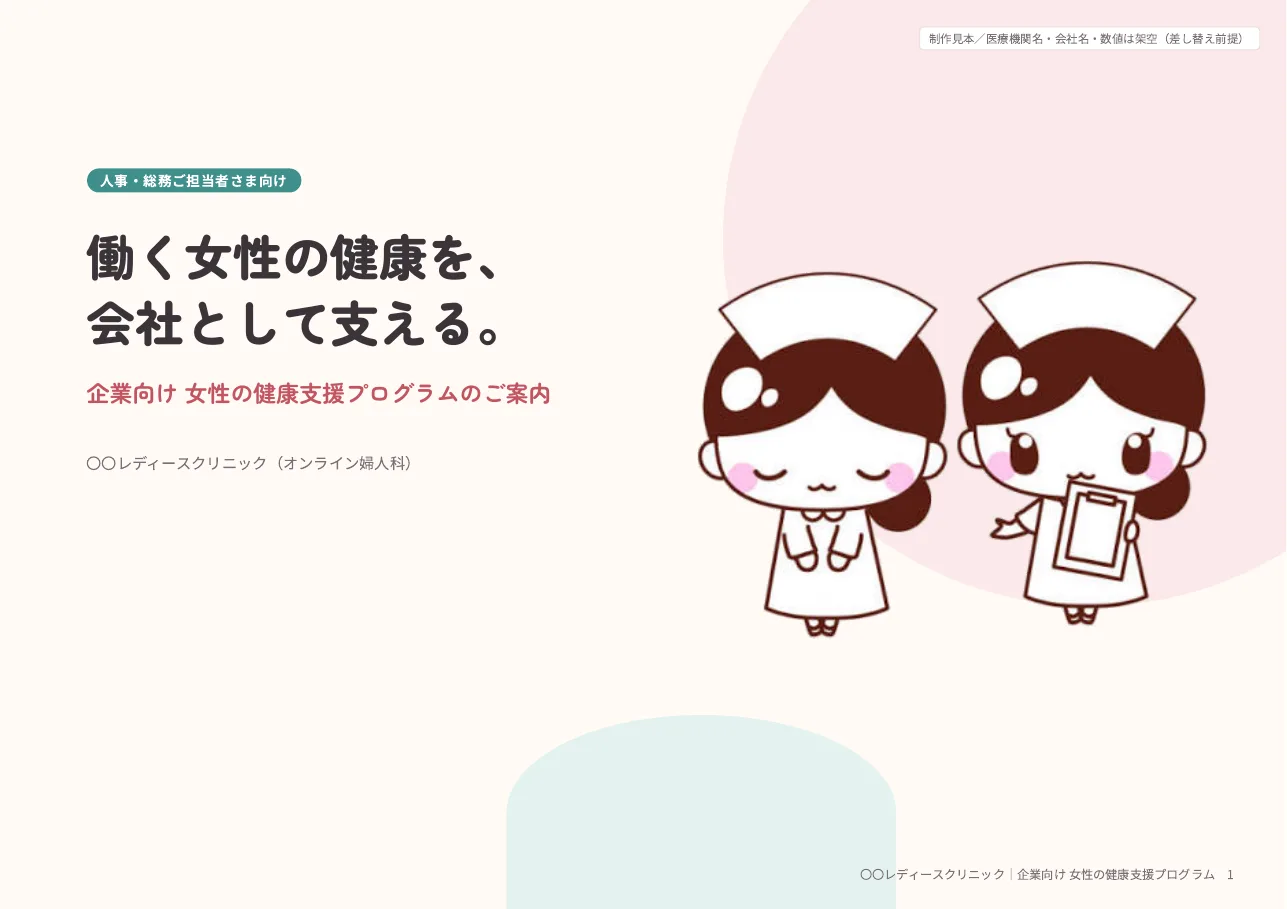 制作見本／医療機関名・会社名・数値は架空（差し替え前提）
人事・総務ご担当者さま向け
働く女性の健康を、
会社として支える。
企業向け 女性の健康支援プログラムのご案内
〇〇レディースクリニック（オンライン婦人科）
〇〇レディースクリニック｜企業向け 女性の健康支援プログラム 1